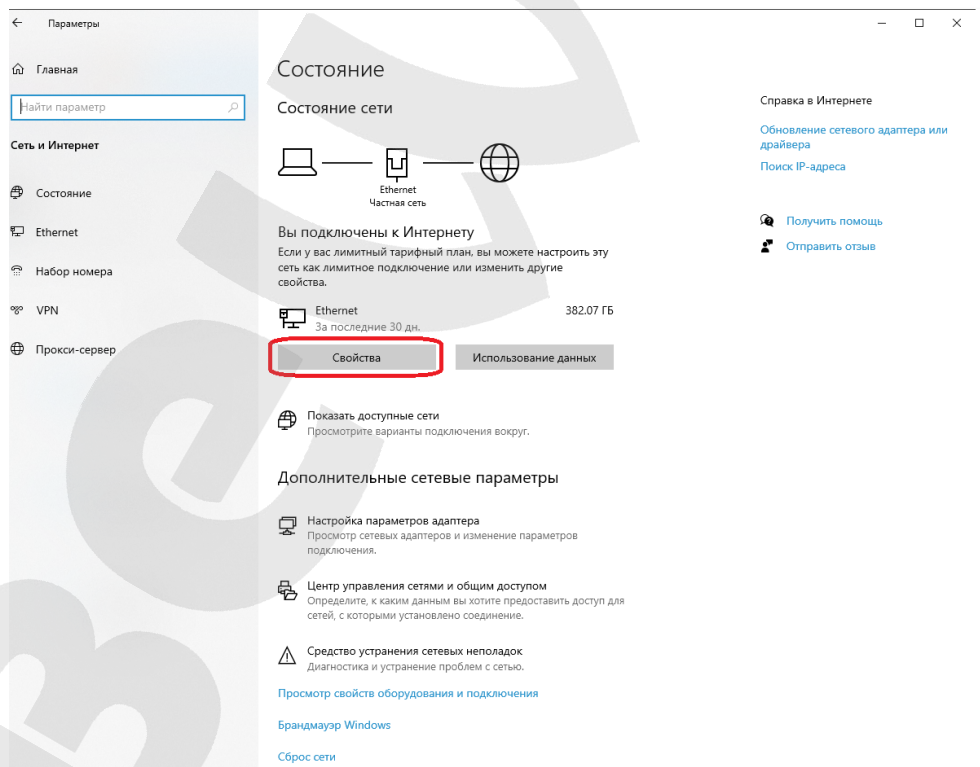 Параметры
Главная
Найти параметр
Сеть и Интернет
Состояние
Ethernet
Набор номера
VPN
Прокси-сервер
Состояние
Состояние сети
Ethernet
Частная сеть
Вы подключены к Интернету
Если у вас лимитный тарифный план, вы можете настроить эту
сеть как лимитное подключение или изменить другие
свойства.
Ethernet 382.07 ГБ
За последние 30 дн.
Свойства Использование данных
Показать доступные сети
Просмотрите варианты подключения вокруг.
Дополнительные сетевые параметры
Настройка параметров адаптера
Просмотр сетевых адаптеров и изменение параметров
подключения.
Центр управления сетями и общим доступом
Определите, к каким данным вы хотите предоставить доступ для
сетей, с которыми установлено соединение.
Средство устранения сетевых неполадок
Диагностика и устранение проблем с сетью.
Просмотр свойств оборудования и подключения
Брандмауэр Windows
Сброс сети
Справка в Интернете
Обновление сетевого адаптера или
драйвера
Поиск IP-адреса
Получить помощь
Отправить отзыв